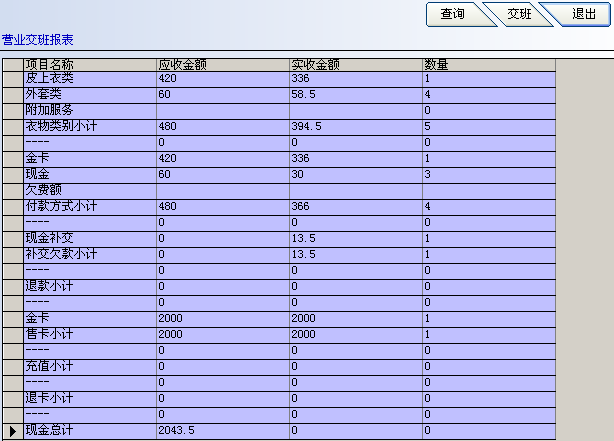 查询 交班 退出
营业交班报表
项目名称 应收金额 实收金额 数量
皮上衣类 420 336 1
外套类 60 58.5 4
附加服务 0
衣物类别小计 480 394.5 5
---- 0 0 0
金卡 420 336 1
现金 60 30 3
欠费额
付款方式小计 480 366 4
---- 0 0 0
现金补交 0 13.5 1
补交欠款小计 0 13.5 1
---- 0 0 0
退款小计 0 0 0
---- 0 0 0
金卡 2000 2000 1
售卡小计 2000 2000 1
---- 0 0 0
充值小计 0 0 0
---- 0 0 0
退卡小计 0 0 0
---- 0 0 0
现金总计 2043.5 0 0